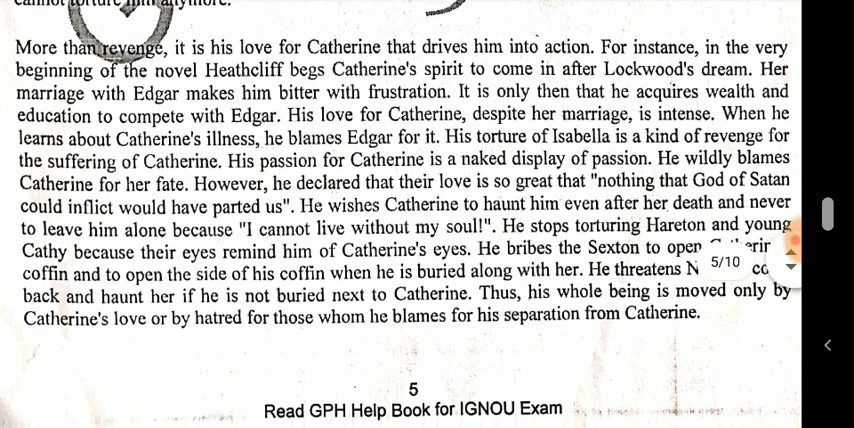 More than revenge, it is his love for Catherine that drives him into action. For instance, in the very
beginning of the novel Heathcliff begs Catherine's spirit to come in after Lockwood's dream. Her
marriage with Edgar makes him bitter with frustration. It is only then that he acquires wealth and
education to compete with Edgar. His love for Catherine, despite her marriage, is intense. When he
learns about Catherine's illness, he blames Edgar for it. His torture of Isabella is a kind of revenge for
the suffering of Catherine. His passion for Catherine is a naked display of passion. He wildly blames
Catherine for her fate. However, he declared that their love is so great that "nothing that God of Satan
could inflict would have parted us". He wishes Catherine to haunt him even after her death and never
to leave him alone because "I cannot live without my soul!". He stops torturing Hareton and young
Cathy because their eyes remind him of Catherine's eyes. He bribes the Sexton to open
coffin and to open the side of his coffin when he is buried along with her. He threatens
5/10
back and haunt her if he is not buried next to Catherine. Thus, his whole being is moved only by
Catherine's love or by hatred for those whom he blames for his separation from Catherine.
5
Read GPH Help Book for IGNOU Exam